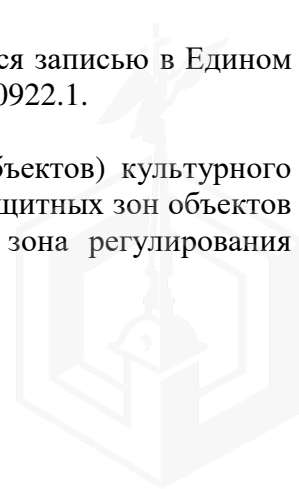 ся записью в Едином
0922.1.
бъектов) культурного
щитных зон объектов
зона регулирования